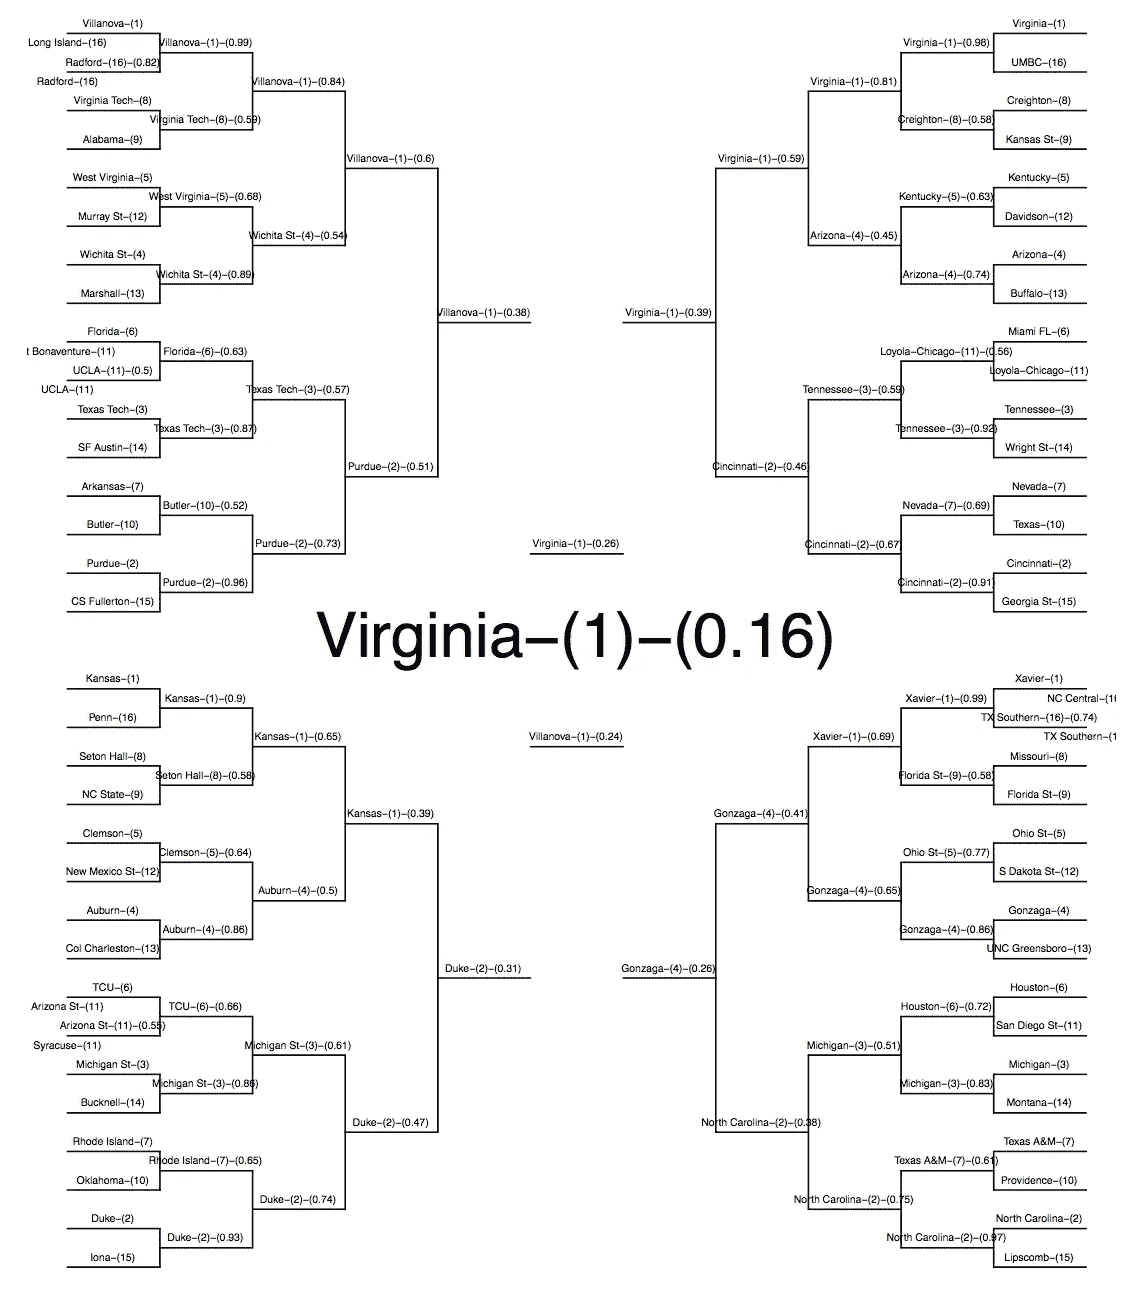 Villanova−(1)
Long Island−(16)
Villanova−(1)−(0.99)
Radford−(16)−(0.82)
Radford−(16)
Villanova−(1)−(0.84)
Virginia Tech−(8)
Virginia Tech−(8)−(0.59)
Alabama−(9)
Villanova−(1)−(0.6)
West Virginia−(5)
West Virginia−(5)−(0.68)
Murray St−(12)
Wichita St−(4)−(0.54)
Wichita St−(4)
Wichita St−(4)−(0.89)
Marshall−(13)
Villanova−(1)−(0.38)
Florida−(6)
t Bonaventure−(11)
Florida−(6)−(0.63)
UCLA−(11)−(0.5)
UCLA−(11)
Texas Tech−(3)−(0.57)
Texas Tech−(3)
Texas Tech−(3)−(0.87)
SF Austin−(14)
Purdue−(2)−(0.51)
Arkansas−(7)
Butler−(10)−(0.52)
Butler−(10)
Purdue−(2)−(0.73)
Purdue−(2)
Purdue−(2)−(0.96)
CS Fullerton−(15)
Virginia−(1)
Virginia−(1)−(0.98)
UMBC−(16)
Virginia−(1)−(0.81)
Creighton−(8)
Creighton−(8)−(0.58)
Kansas St−(9)
Virginia−(1)−(0.59)
Kentucky−(5)
Kentucky−(5)−(0.63)
Davidson−(12)
Arizona−(4)−(0.45)
Arizona−(4)
Arizona−(4)−(0.74)
Buffalo−(13)
Virginia−(1)−(0.39)
Miami FL−(6)
Loyola−Chicago−(11)−(0.56)
Loyola−Chicago−(11)
Tennessee−(3)−(0.59)
Tennessee−(3)
Tennessee−(3)−(0.92)
Wright St−(14)
Cincinnati−(2)−(0.46)
Nevada−(7)
Nevada−(7)−(0.69)
Texas−(10)
Cincinnati−(2)−(0.67)
Cincinnati−(2)
Cincinnati−(2)−(0.91)
Georgia St−(15)
Virginia−(1)−(0.26)
Virginia−(1)−(0.16)
Villanova−(1)−(0.24)
Kansas−(1)
Kansas−(1)−(0.9)
Penn−(16)
Kansas−(1)−(0.65)
Seton Hall−(8)
Seton Hall−(8)−(0.58)
NC State−(9)
Kansas−(1)−(0.39)
Clemson−(5)
Clemson−(5)−(0.64)
New Mexico St−(12)
Auburn−(4)−(0.5)
Auburn−(4)
Auburn−(4)−(0.86)
Col Charleston−(13)
Duke−(2)−(0.31)
TCU−(6)
Arizona St−(11)
TCU−(6)−(0.66)
Arizona St−(11)−(0.55)
Syracuse−(11)
Michigan St−(3)−(0.61)
Michigan St−(3)
Michigan St−(3)−(0.86)
Bucknell−(14)
Duke−(2)−(0.47)
Rhode Island−(7)
Rhode Island−(7)−(0.65)
Oklahoma−(10)
Duke−(2)−(0.74)
Duke−(2)
Duke−(2)−(0.93)
Iona−(15)
Xavier−(1)
Xavier−(1)−(0.99)
NC Central−(16
TX Southern−(16)−(0.74)
TX Southern−(1
Xavier−(1)−(0.69)
Missouri−(8)
Florida St−(9)−(0.58)
Florida St−(9)
Gonzaga−(4)−(0.41)
Ohio St−(5)
Ohio St−(5)−(0.77)
S Dakota St−(12)
Gonzaga−(4)−(0.65)
Gonzaga−(4)
Gonzaga−(4)−(0.86)
UNC Greensboro−(13)
Gonzaga−(4)−(0.26)
Houston−(6)
Houston−(6)−(0.72)
San Diego St−(11)
Michigan−(3)−(0.51)
Michigan−(3)
Michigan−(3)−(0.83)
Montana−(14)
North Carolina−(2)−(0.38)
Texas A&M−(7)
Texas A&M−(7)−(0.61)
Providence−(10)
North Carolina−(2)−(0.75)
North Carolina−(2)
North Carolina−(2)−(0.97)
Lipscomb−(15)